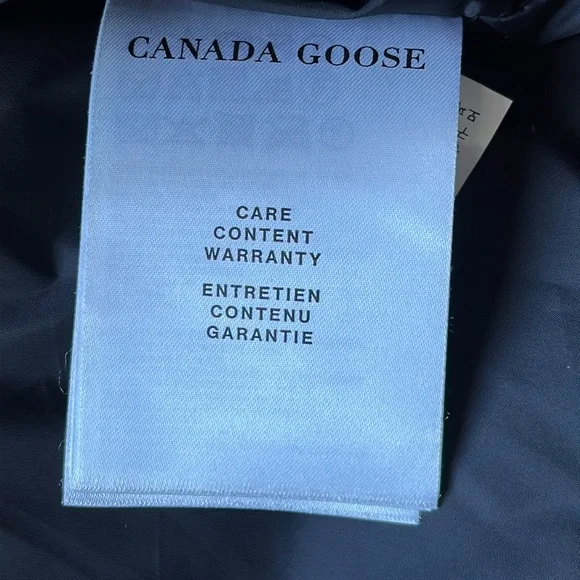 CANADA GOOSE
CARE
CONTENT
WARRANTY
ENTRETIEN
CONTENU
GARANTIE